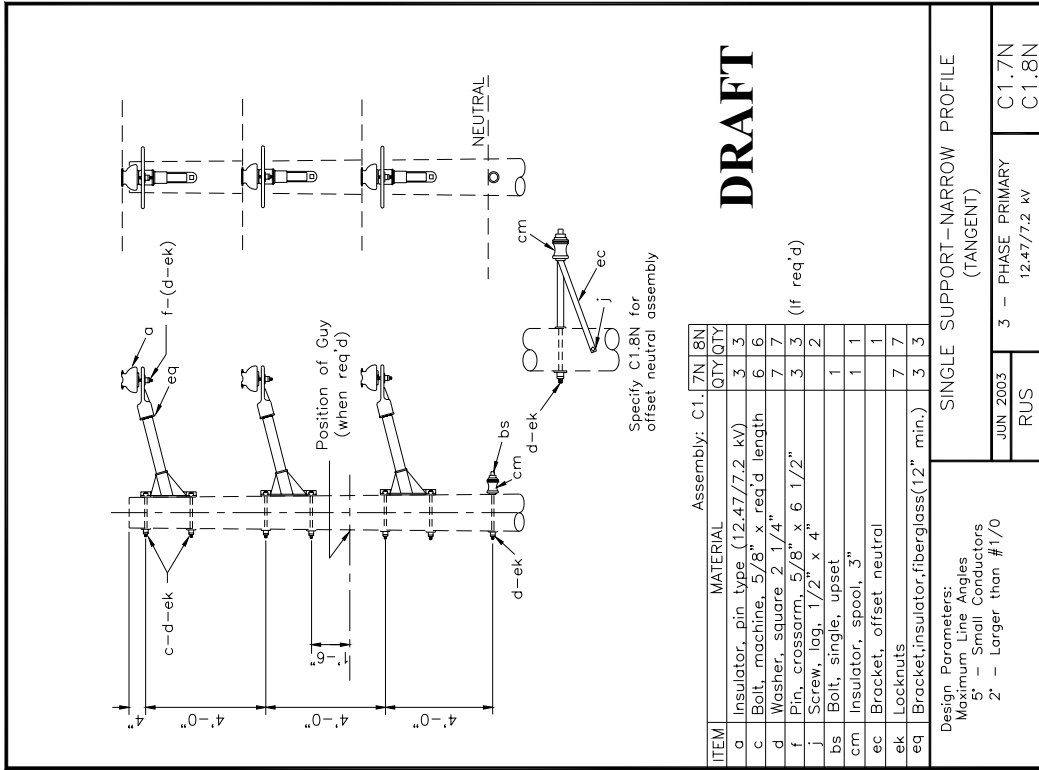 NEUTRAL
a
f-(d-ek)
eq
c-d-ek
Position of Guy
(when req'd)
bs
cm
d-ek
4"
4'-0"
4'-0"
4'-0"
1'-6"
cm
ec
j
d-ek
Specify C1.8N for
offset neutral assembly
DRAFT
Assembly: C1. 7N 8N
ITEM MATERIAL QTY QTY
a Insulator, pin type (12.47/7.2 kV) 3 3
c Bolt, machine, 5/8" x req'd length 6 6
d Washer, square 2 1/4" 7 7
f Pin, crossarm, 5/8" x 6 1/2" 3 3 (If req'd)
j Screw, lag, 1/2" x 4" 2
bs Bolt, single, upset 1
cm Insulator, spool, 3" 1 1
ec Bracket, offset neutral 1
ek Locknuts 7 7
eq Bracket,insulator,fiberglass(12" min.) 3 3
Design Parameters:
Maximum Line Angles
5° - Small Conductors
2° - Larger than #1/0
SINGLE SUPPORT-NARROW PROFILE
(TANGENT)
JUN 2003
RUS
3 - PHASE PRIMARY
12.47/7.2 kV
C1.7N
C1.8N